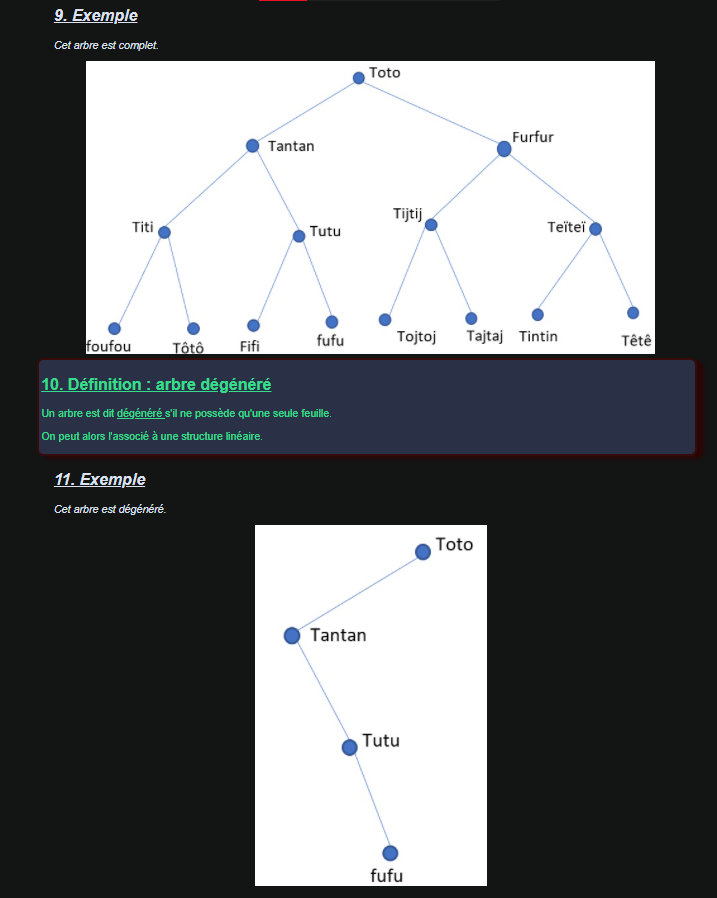 9. Exemple
Cet arbre est complet.
Toto
Tantan
Furfur
Titi
Tutu
Tijtij
Teïteï
foufou
Tôtô
Fifi
fufu
Tojtoj
Tajtaj
Tintin
Têtê
10. Définition : arbre dégénéré
Un arbre est dit dégénéré s'il ne possède qu'une seule feuille.
On peut alors l'associé à une structure linéaire.
11. Exemple
Cet arbre est dégénéré.
Toto
Tantan
Tutu
fufu